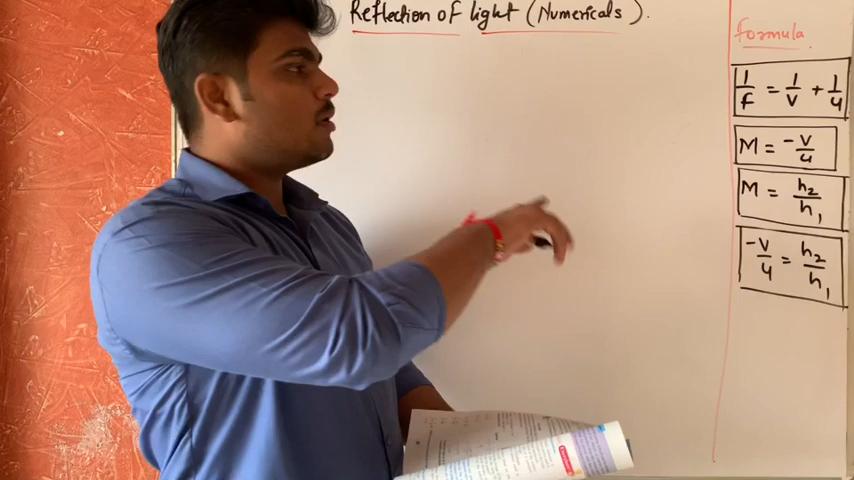 Reflection of light (Numericals).
Formula
1/f = 1/v + 1/u
M = -v/u
M = h₂/h₁
-v/u = h₂/h₁